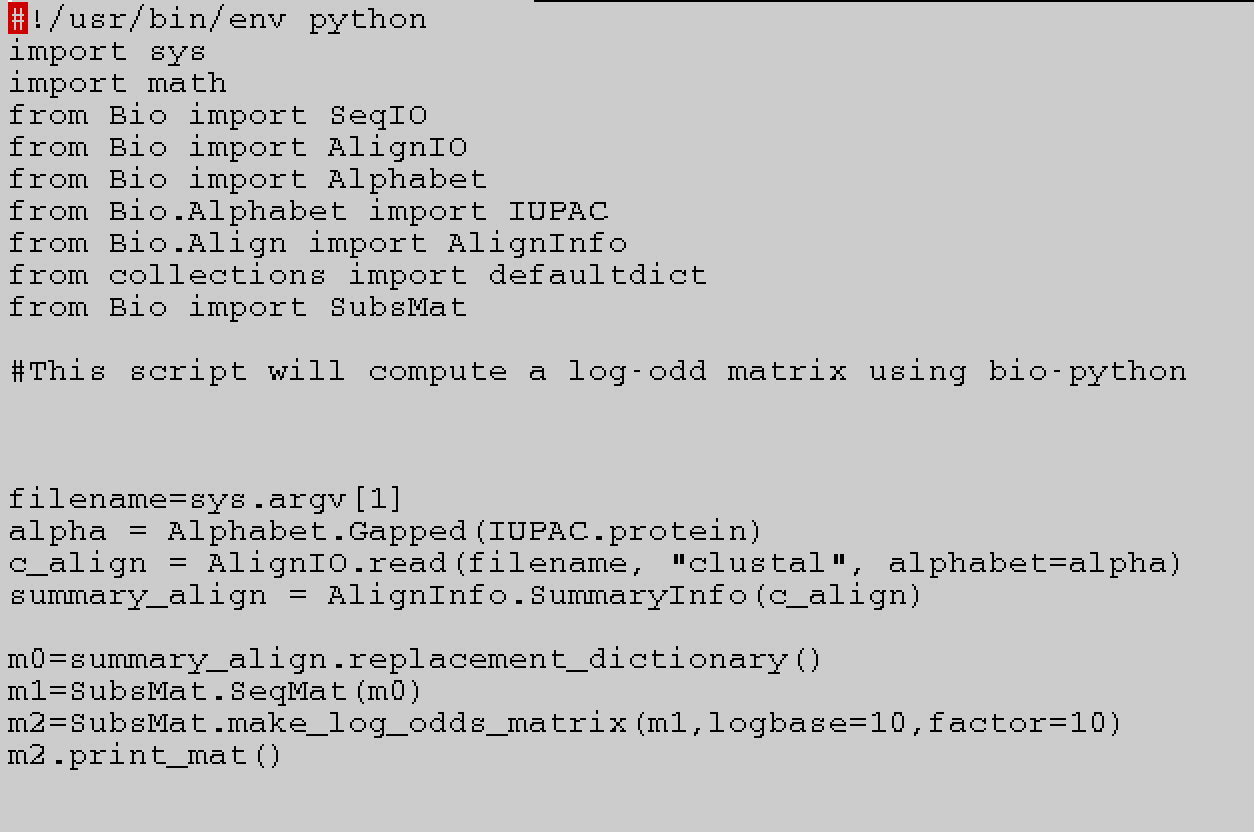 #!/usr/bin/env python
import sys
import math
from Bio import SeqIO
from Bio import AlignIO
from Bio import Alphabet
from Bio.Alphabet import IUPAC
from Bio.Align import AlignInfo
from collections import defaultdict
from Bio import SubsMat
#This script will compute a log-odd matrix using bio-python
filename=sys.argv[1]
alpha = Alphabet.Gapped(IUPAC.protein)
c_align = AlignIO.read(filename, "clustal", alphabet=alpha)
summary_align = AlignInfo.SummaryInfo(c_align)
m0=summary_align.replacement_dictionary()
m1=SubsMat.SeqMat(m0)
m2=SubsMat.make_log_odds_matrix(m1,logbase=10,factor=10)
m2.print_mat()